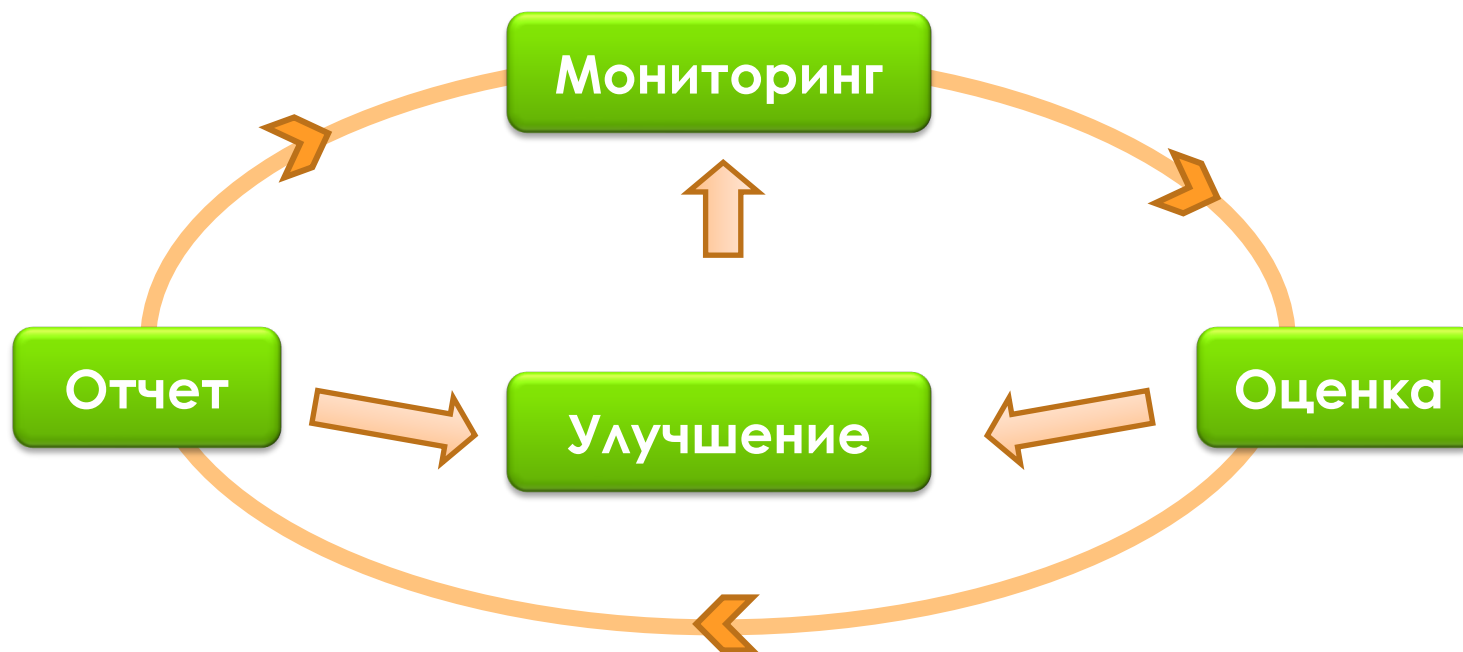 Мониторинг
Отчет
Улучшение
Оценка